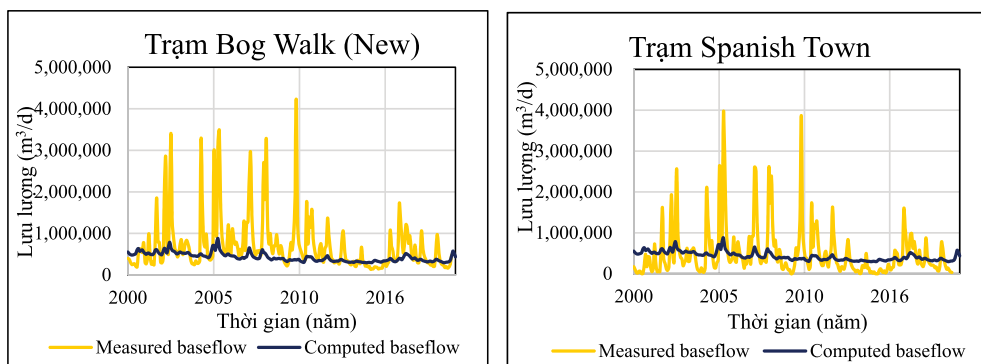 Trạm Bog Walk (New)
5,000,000
4,000,000
3,000,000
2,000,000
1,000,000
0
Lưu lượng (m³/d)
2000 2005 2010 2016
Thời gian (năm)
Measured baseflow Computed baseflow
Trạm Spanish Town
5,000,000
4,000,000
3,000,000
2,000,000
1,000,000
0
Lưu lượng (m³/d)
2000 2005 2010 2016
Thời gian (năm)
Measured baseflow Computed baseflow